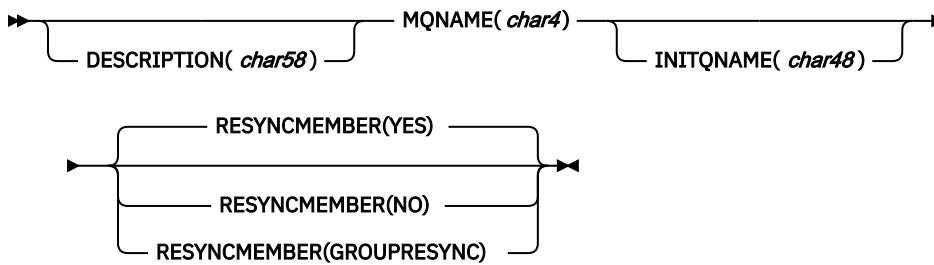 MQNAME( char4)
DESCRIPTION( char58 )
INITQNAME( char48 )
RESYNCMEMBER(YES)
RESYNCMEMBER(NO)
RESYNCMEMBER(GROUPRESYNC)